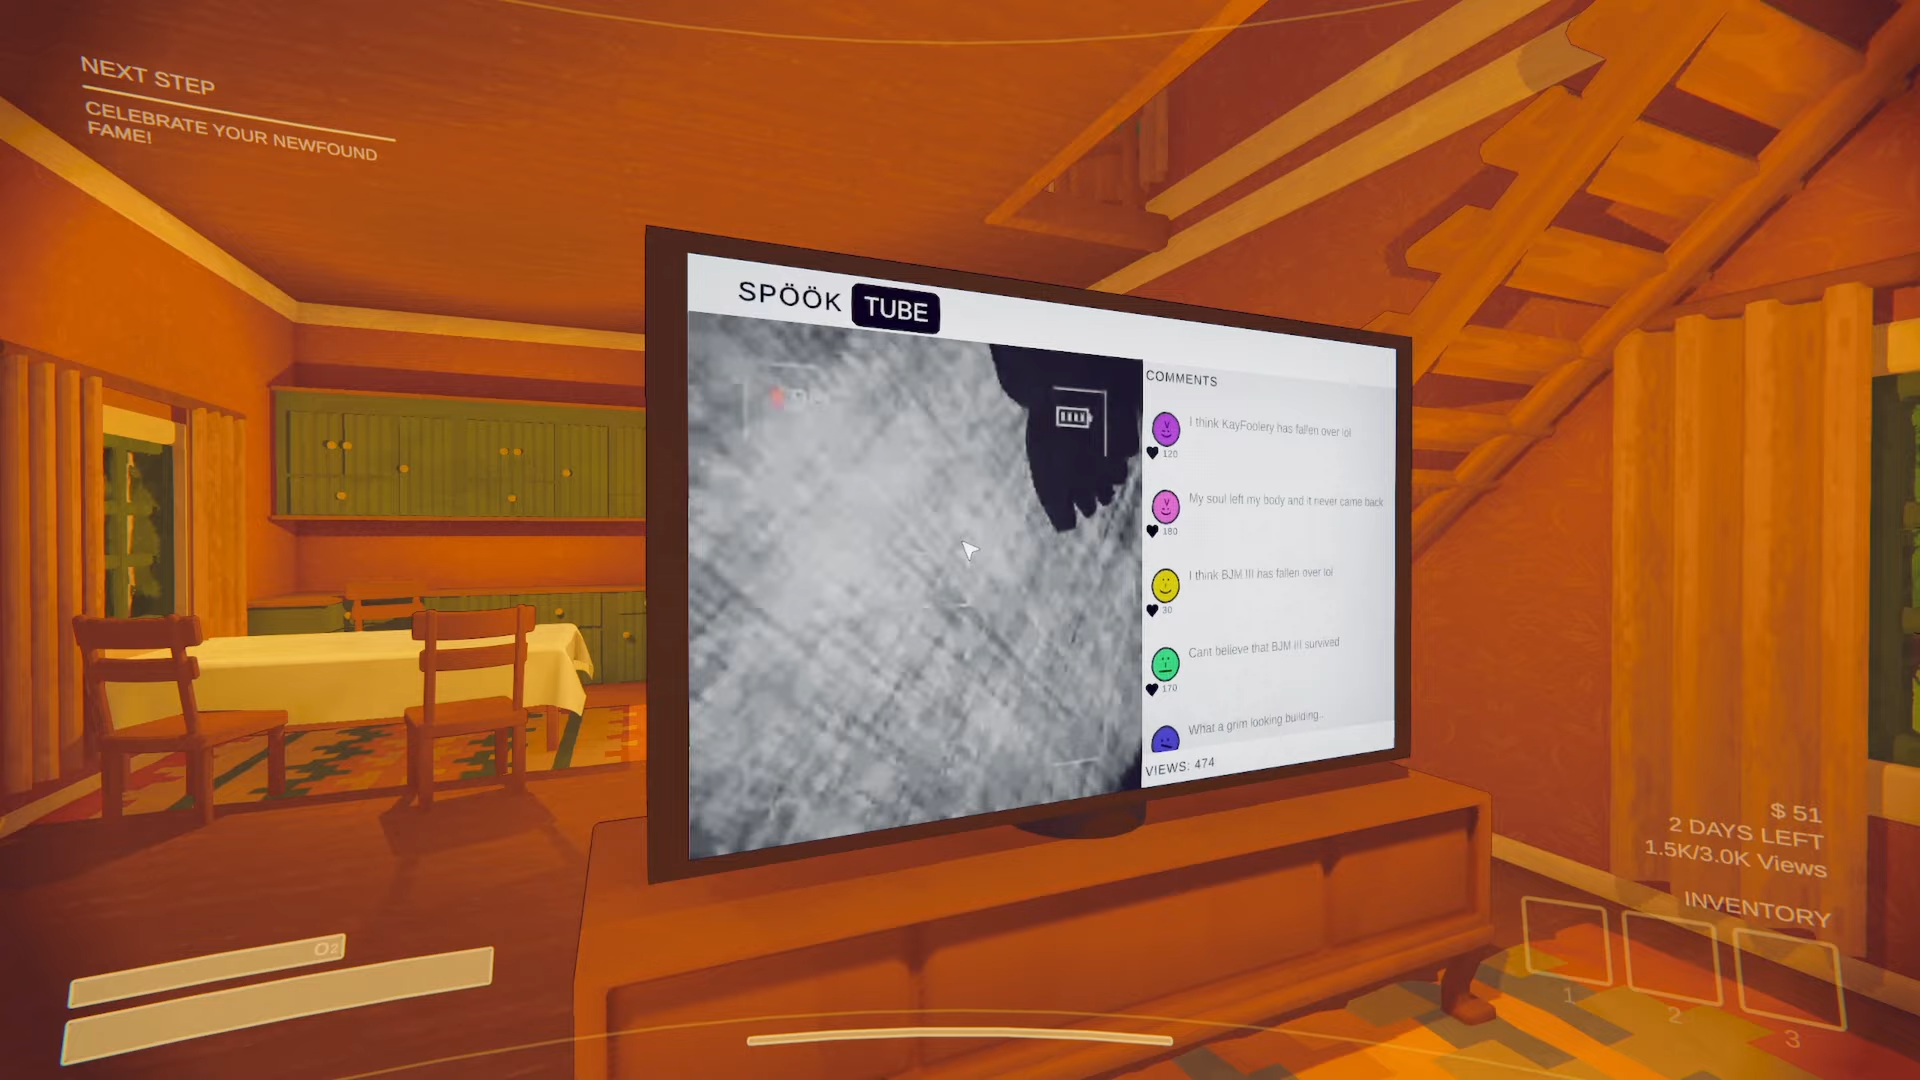 NEXT STEP
CELEBRATE YOUR NEWFOUND
FAME!
SPÖÖK TUBE
COMMENTS
I think KayFoolery has fallen over lol
120
My soul left my body and it never came back
180
I think BJM III has fallen over lol
30
Cant believe that BJM III survived
170
What a grim looking building..
VIEWS: 474
$ 51
2 DAYS LEFT
1.5K/3.0K Views
INVENTORY
1
2
3
O2